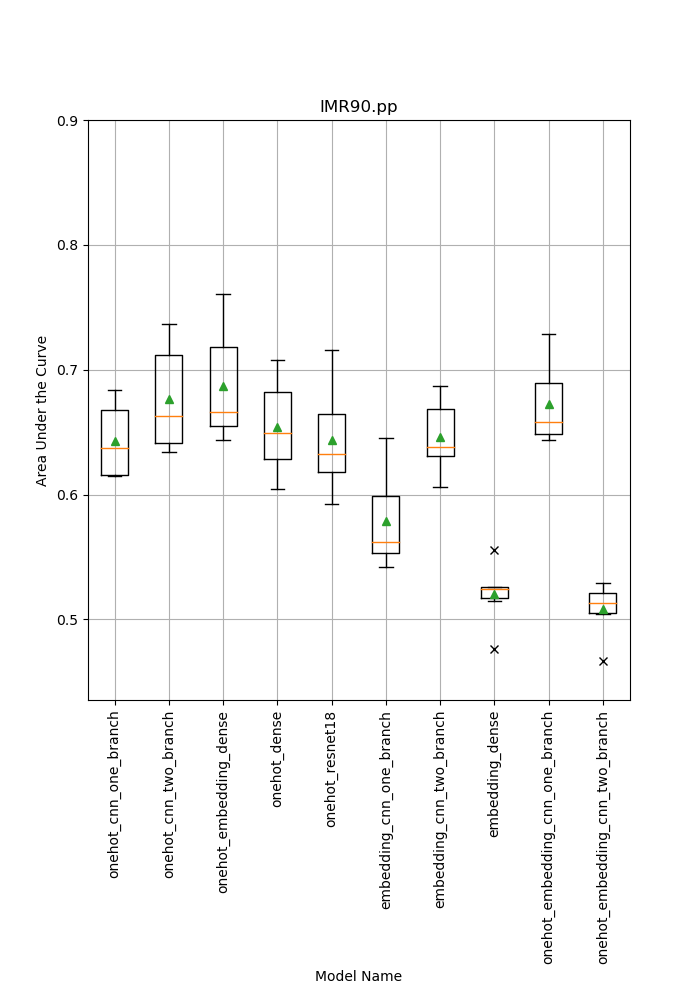 IMR90.pp
0.9
0.8
0.7
0.6
0.5
Area Under the Curve
onehot_cnn_one_branch
onehot_cnn_two_branch
onehot_embedding_dense
onehot_dense
onehot_resnet18
embedding_cnn_one_branch
embedding_cnn_two_branch
embedding_dense
onehot_embedding_cnn_one_branch
onehot_embedding_cnn_two_branch
Model Name